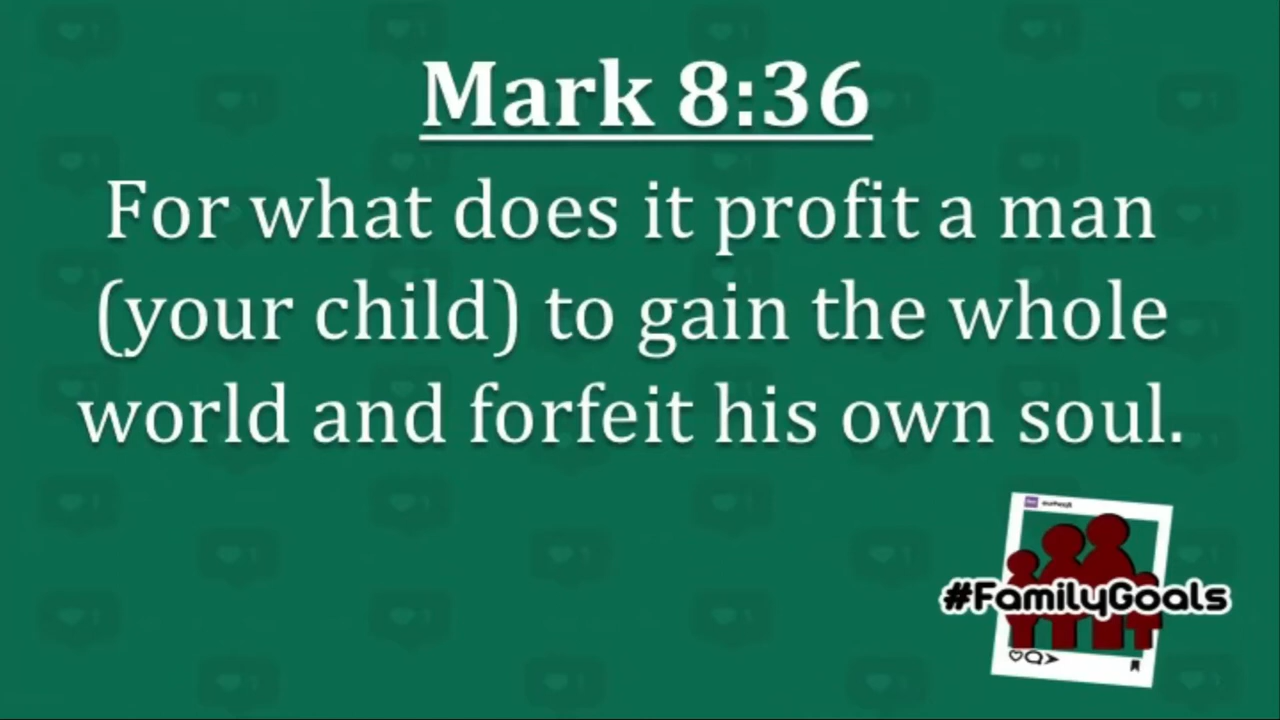 Mark 8:36
For what does it profit a man
(your child) to gain the whole
world and forfeit his own soul.
#FamilyGoals